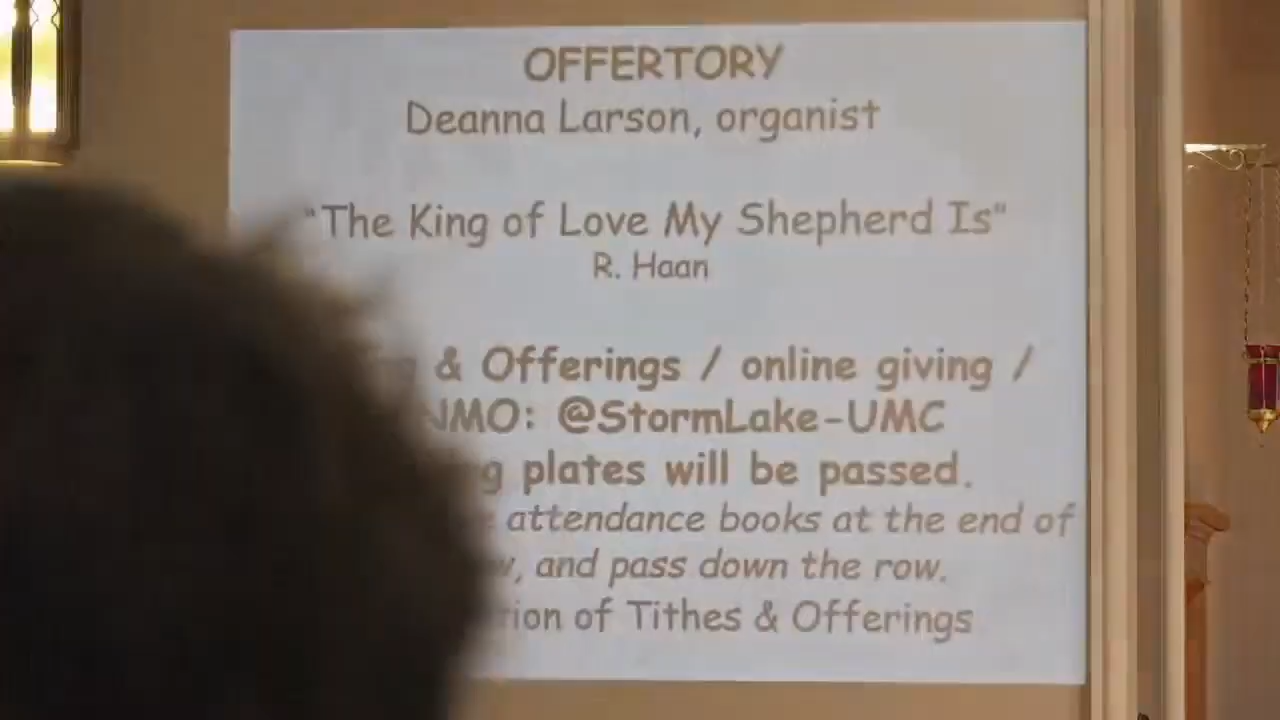 OFFERTORY
Deanna Larson, organist
"The King of Love My Shepherd Is"
R. Haan
& Offerings / online giving /
@StormLake-UMC
plates will be passed.
attendance books at the end of
and pass down the row.
of Tithes & Offerings